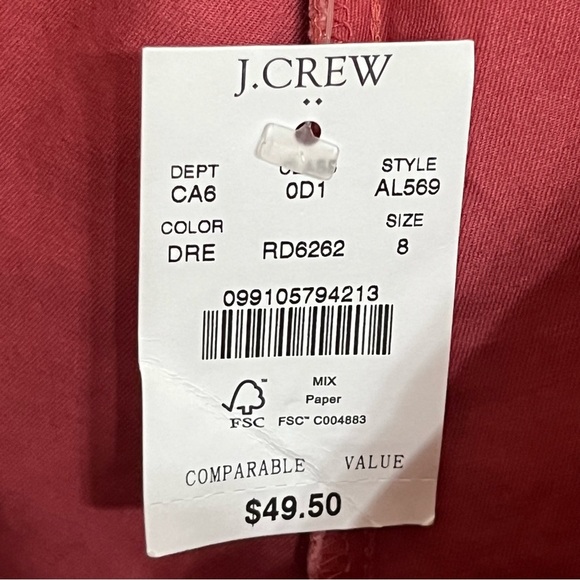 J.CREW
DEPT STYLE
CA6 0D1 AL569
COLOR SIZE
DRE RD6262 8
099105794213
MIX
Paper
FSC FSC™ C004883
COMPARABLE VALUE
$49.50